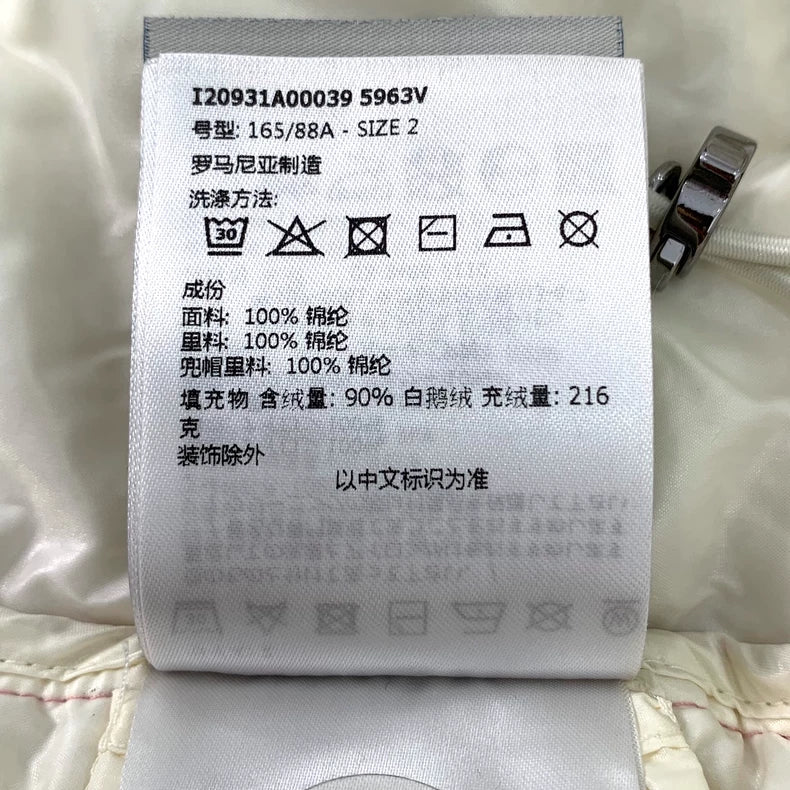 I20931A00039 5963V
号型: 165/88A - SIZE 2
罗马尼亚制造
洗涤方法:
30
成份
面料: 100% 锦纶
里料: 100% 锦纶
兜帽里料: 100% 锦纶
填充物 含绒量: 90% 白鹅绒 充绒量: 216
克
装饰除外
以中文标识为准